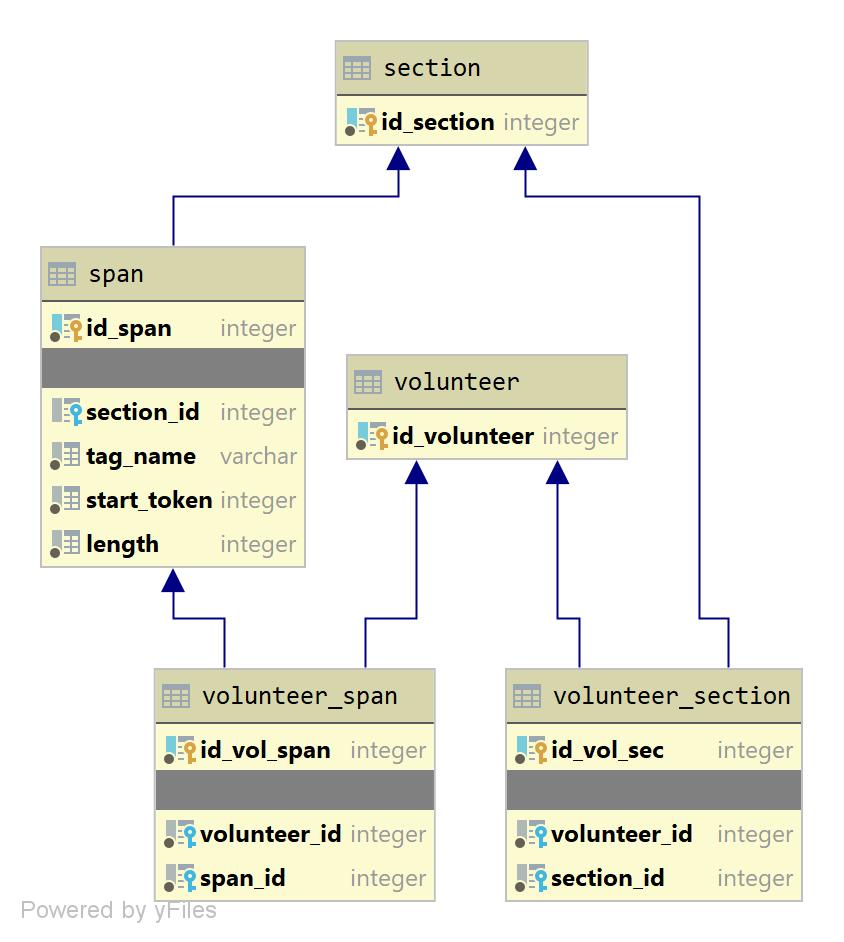 section
id_section integer
span
id_span integer
section_id integer
tag_name varchar
start_token integer
length integer
volunteer
id_volunteer integer
volunteer_span
id_vol_span integer
volunteer_id integer
span_id integer
volunteer_section
id_vol_sec integer
volunteer_id integer
section_id integer
Powered by yFiles